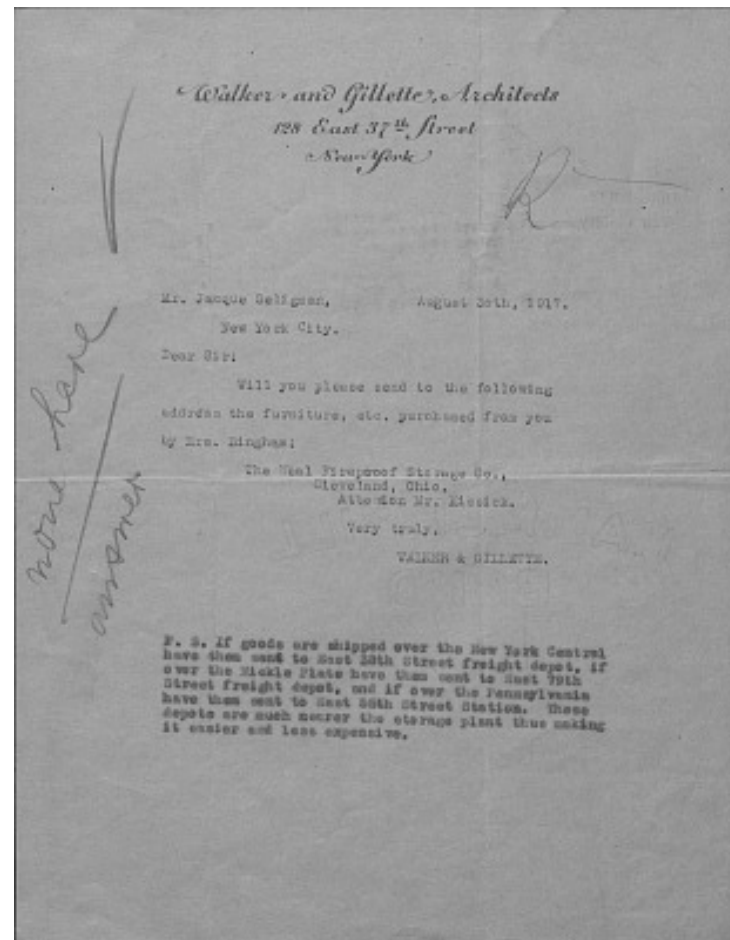 Walker and Gillette, Architects
128 East 37th Street
New York
R
Mr. Jacque Seligman, August 30th, 1917.
New York City.
Dear Sir:
Will you please send to the following
address the furniture, etc. purchased from you
by Mrs. Bingham:
The Neal Fireproof Storage Co.,
Cleveland, Ohio,
Attention Mr. Kissick.
Very truly,
WALKER & GILLETTE.
P. S. If goods are shipped over the New York Central
have them sent to East 38th Street freight depot, if
over the Nickle Plate have them sent to East 79th
Street freight depot, and if over the Pennsylvania
have them sent to East 55th Street Station. These
depots are much nearer the storage plant thus making
it easier and less expensive.
none have
answer